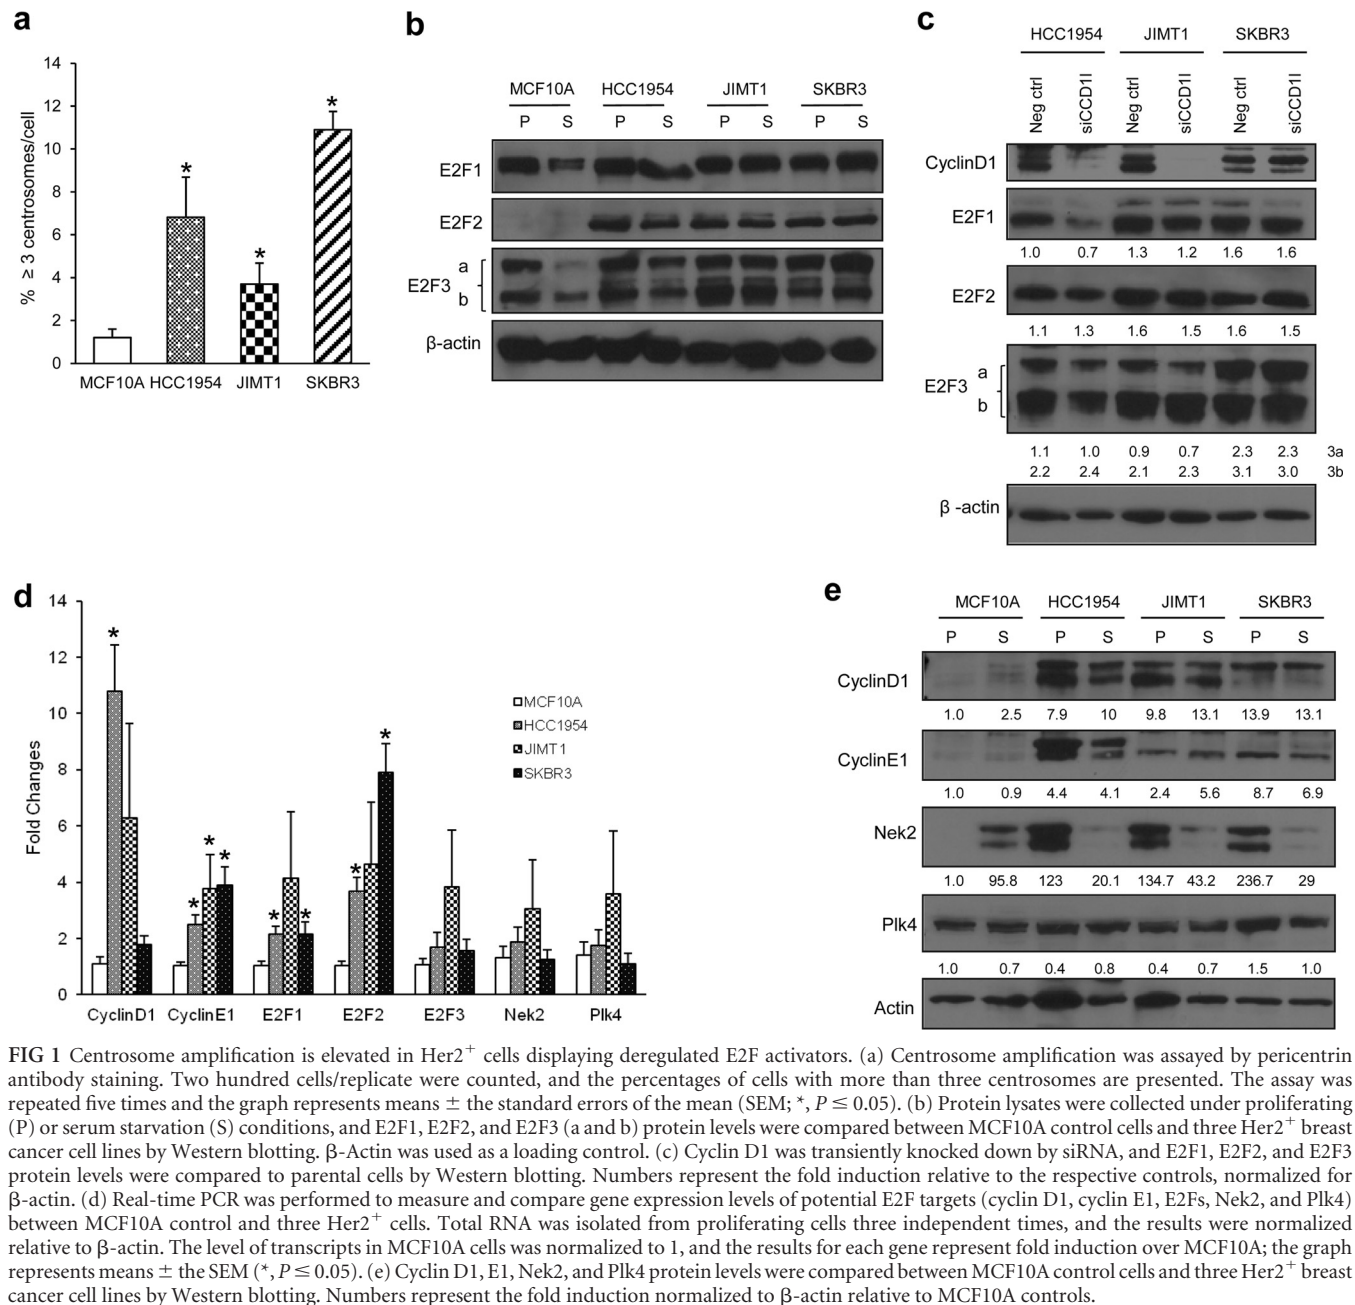 a
% ≥ 3 centrosomes/cell
14
12
10
8
6
4
2
0
*
*
*
MCF10A HCC1954 JIMT1 SKBR3
b
MCF10A HCC1954 JIMT1 SKBR3
P S P S P S P S
E2F1
E2F2
E2F3 a b
β-actin
c
HCC1954 JIMT1 SKBR3
Neg ctrl siCCD1I Neg ctrl siCCD1I Neg ctrl siCCD1I
CyclinD1
E2F1
1.0 0.7 1.3 1.2 1.6 1.6
E2F2
1.1 1.3 1.6 1.5 1.6 1.5
E2F3 a b
1.1 1.0 0.9 0.7 2.3 2.3 3a
2.2 2.4 2.1 2.3 3.1 3.0 3b
β -actin
d
Fold Changes
14
12
10
8
6
4
2
0
* * * * * * * *
MCF10A
HCC1954
JIMT1
SKBR3
CyclinD1 CyclinE1 E2F1 E2F2 E2F3 Nek2 Plk4
e
MCF10A HCC1954 JIMT1 SKBR3
P S P S P S P S
CyclinD1
1.0 2.5 7.9 10 9.8 13.1 13.9 13.1
CyclinE1
1.0 0.9 4.4 4.1 2.4 5.6 8.7 6.9
Nek2
1.0 95.8 123 20.1 134.7 43.2 236.7 29
Plk4
1.0 0.7 0.4 0.8 0.4 0.7 1.5 1.0
Actin
FIG 1 Centrosome amplification is elevated in Her2⁺ cells displaying deregulated E2F activators. (a) Centrosome amplification was assayed by pericentrin
antibody staining. Two hundred cells/replicate were counted, and the percentages of cells with more than three centrosomes are presented. The assay was
repeated five times and the graph represents means ± the standard errors of the mean (SEM; *, P ≤ 0.05). (b) Protein lysates were collected under proliferating
(P) or serum starvation (S) conditions, and E2F1, E2F2, and E2F3 (a and b) protein levels were compared between MCF10A control cells and three Her2⁺ breast
cancer cell lines by Western blotting. β-Actin was used as a loading control. (c) Cyclin D1 was transiently knocked down by siRNA, and E2F1, E2F2, and E2F3
protein levels were compared to parental cells by Western blotting. Numbers represent the fold induction relative to the respective controls, normalized for
β-actin. (d) Real-time PCR was performed to measure and compare gene expression levels of potential E2F targets (cyclin D1, cyclin E1, E2Fs, Nek2, and Plk4)
between MCF10A control and three Her2⁺ cells. Total RNA was isolated from proliferating cells three independent times, and the results were normalized
relative to β-actin. The level of transcripts in MCF10A cells was normalized to 1, and the results for each gene represent fold induction over MCF10A; the graph
represents means ± the SEM (*, P ≤ 0.05). (e) Cyclin D1, E1, Nek2, and Plk4 protein levels were compared between MCF10A control cells and three Her2⁺ breast
cancer cell lines by Western blotting. Numbers represent the fold induction normalized to β-actin relative to MCF10A controls.